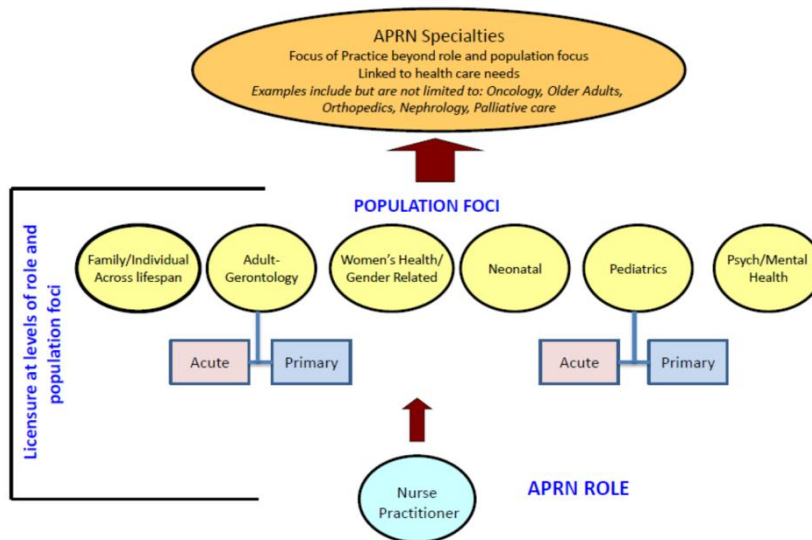 APRN Specialties
Focus of Practice beyond role and population focus
Linked to health care needs
Examples include but are not limited to: Oncology, Older Adults,
Orthopedics, Nephrology, Palliative care
POPULATION FOCI
Family/Individual
Across lifespan
Adult-
Gerontology
Women's Health/
Gender Related
Neonatal
Pediatrics
Psych/Mental
Health
Acute
Primary
Acute
Primary
Licensure at levels of role and
population foci
Nurse
Practitioner
APRN ROLE